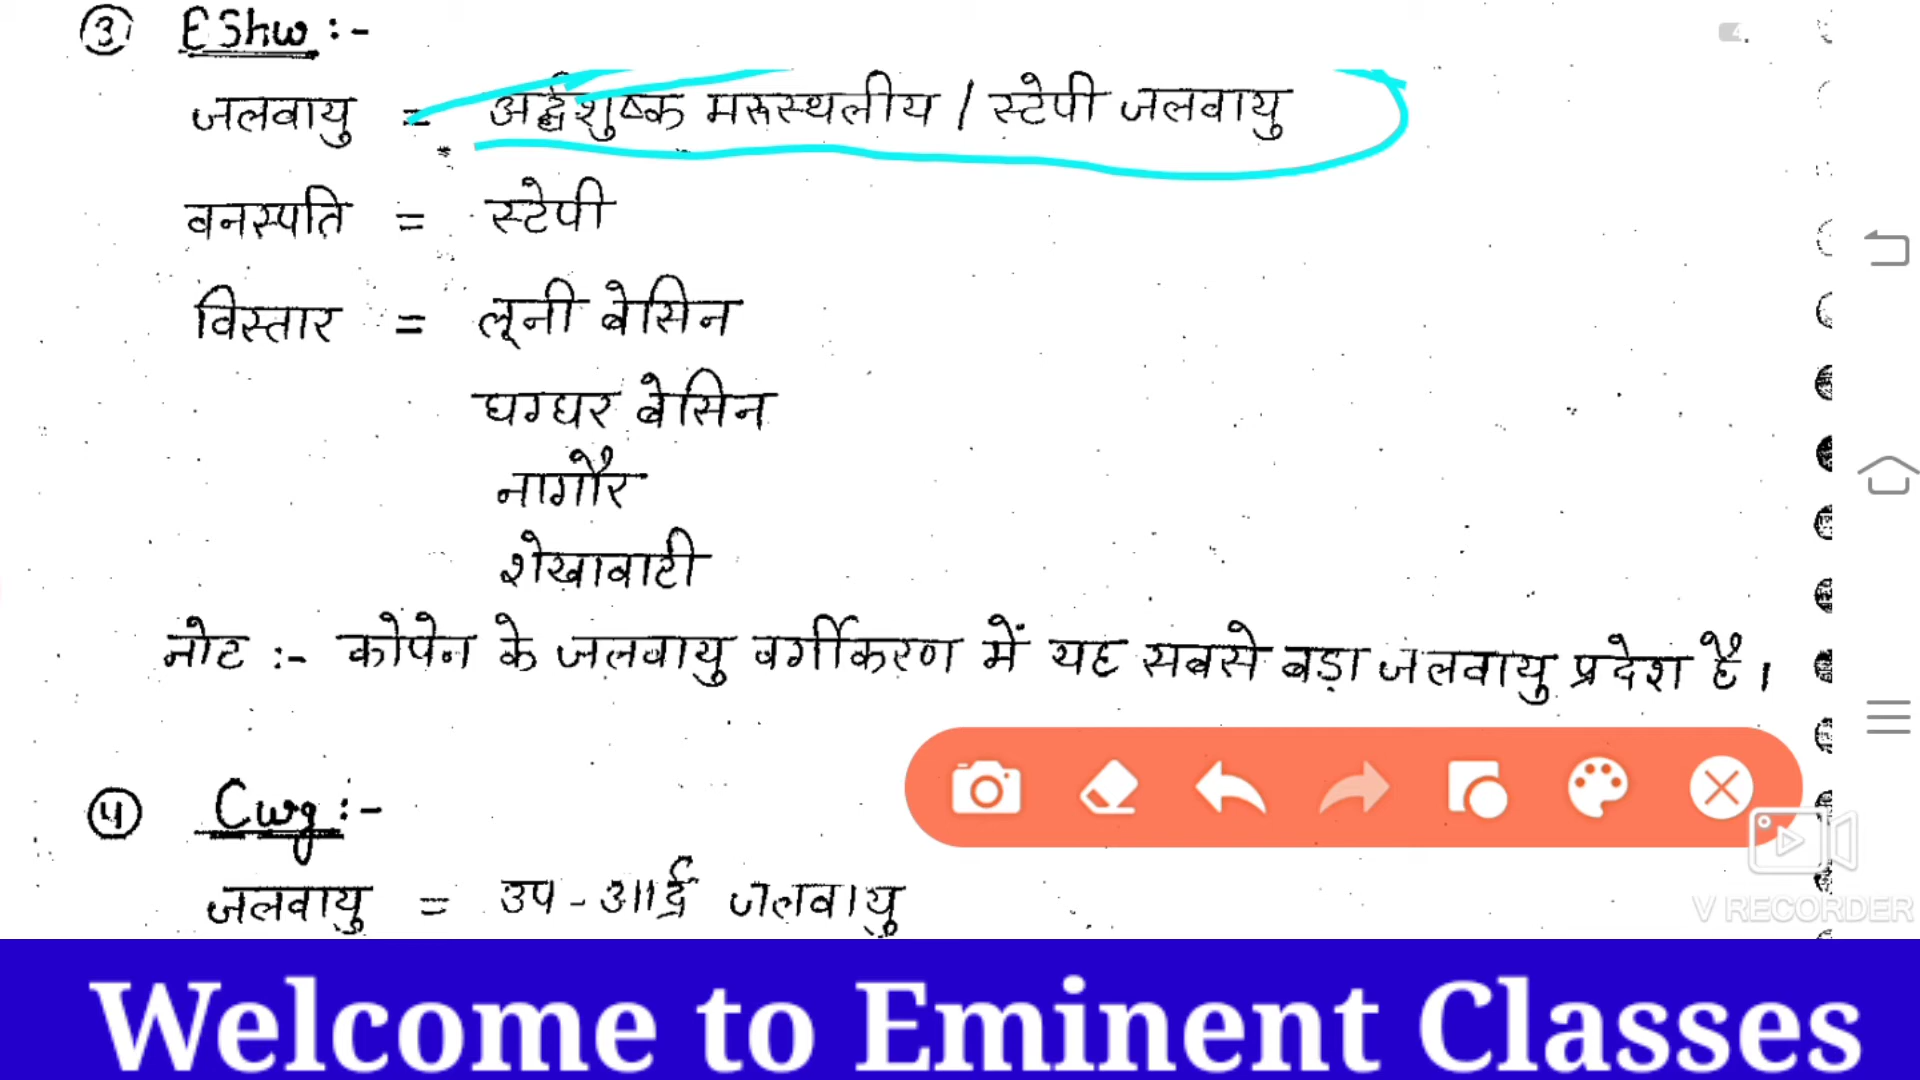 ③ EShw :-
जलवायु = अर्द्धशुष्क मरूस्थलीय / स्टेपी जलवायु
वनस्पति = स्टेपी
विस्तार = लूनी बेसिन
घग्घर बेसिन
नागौर
शेखावाटी
नोट :- कोपेन के जलवायु वर्गीकरण में यह सबसे बड़ा जलवायु प्रदेश है।
④ Cwg :-
जलवायु = उप - आर्द्र जलवायु
V RECORDER
Welcome to Eminent Classes